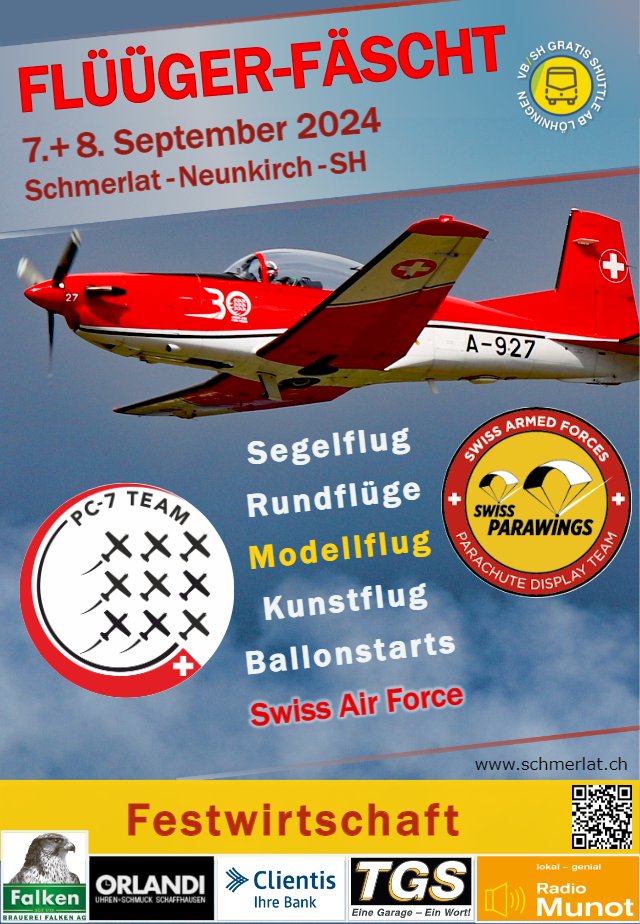 FLÜÜGER-FÄSCHT
VB/SH GRATIS SHUTTLE AB LÖHNINGEN
7.+ 8. September 2024
Schmerlat - Neunkirch - SH
27
30
A-927
Segelflug
Rundflüge
Modellflug
Kunstflug
Ballonstarts
Swiss Air Force
PC-7 TEAM
SWISS ARMED FORCES
SWISS
PARAWINGS
PARACHUTE DISPLAY TEAM
www.schmerlat.ch
Festwirtschaft
Falken
BRAUEREI FALKEN AG
ORLANDI
UHREN+SCHMUCK SCHAFFHAUSEN
Clientis
Ihre Bank
TGS
Eine Garage – Ein Wort!
lokal – genial
Radio
Munot